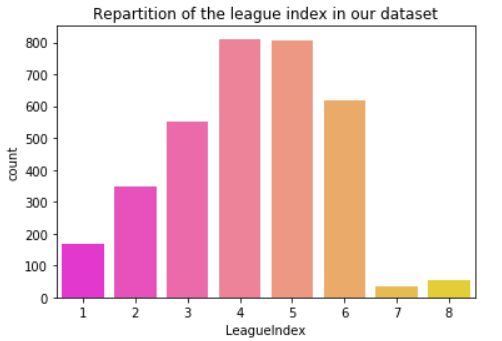 Repartition of the league index in our dataset
count
800
700
600
500
400
300
200
100
0
1 2 3 4 5 6 7 8
LeagueIndex